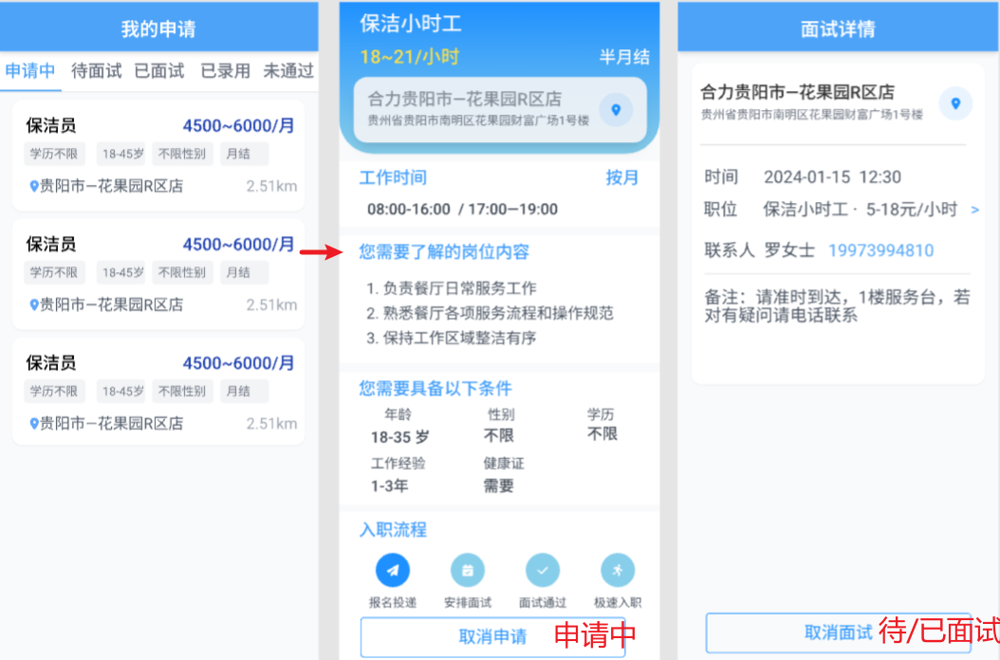 我的申请
申请中 待面试 已面试 已录用 未通过
保洁员 4500~6000/月
学历不限 18-45岁 不限性别 月结
贵阳市—花果园R区店 2.51km
保洁员 4500~6000/月
学历不限 18-45岁 不限性别 月结
贵阳市—花果园R区店 2.51km
保洁员 4500~6000/月
学历不限 18-45岁 不限性别 月结
贵阳市—花果园R区店 2.51km
保洁小时工
18~21/小时 半月结
合力贵阳市—花果园R区店
贵州省贵阳市南明区花果园财富广场1号楼
工作时间 按月
08:00-16:00 / 17:00—19:00
您需要了解的岗位内容
1. 负责餐厅日常服务工作
2. 熟悉餐厅各项服务流程和操作规范
3. 保持工作区域整洁有序
您需要具备以下条件
年龄 性别 学历
18-35 岁 不限 不限
工作经验 健康证
1-3年 需要
入职流程
报名投递 安排面试 面试通过 极速入职
取消申请 申请中
面试详情
合力贵阳市—花果园R区店
贵州省贵阳市南明区花果园财富广场1号楼
时间 2024-01-15 12:30
职位 保洁小时工 · 5-18元/小时 >
联系人 罗女士 19973994810
备注：请准时到达，1楼服务台，若
对有疑问请电话联系
取消面试 待/已面试